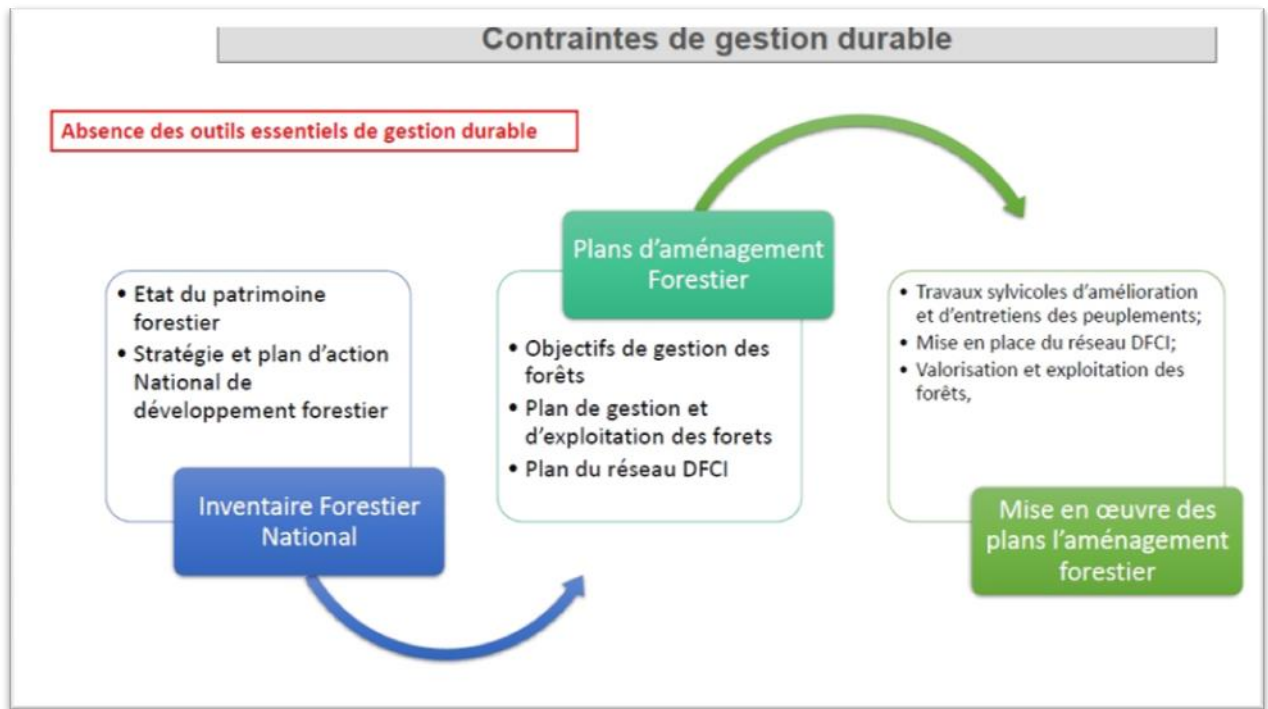 Contraintes de gestion durable
Absence des outils essentiels de gestion durable
• Etat du patrimoine
forestier
• Stratégie et plan d’action
National de
développement forestier
Inventaire Forestier
National
Plans d’aménagement
Forestier
• Objectifs de gestion des
forêts
• Plan de gestion et
d’exploitation des forets
• Plan du réseau DFCI
• Travaux sylvicoles d’amélioration
et d’entretiens des peuplements;
• Mise en place du réseau DFCI;
• Valorisation et exploitation des
forêts,
Mise en œuvre des
plans l’aménagement
forestier